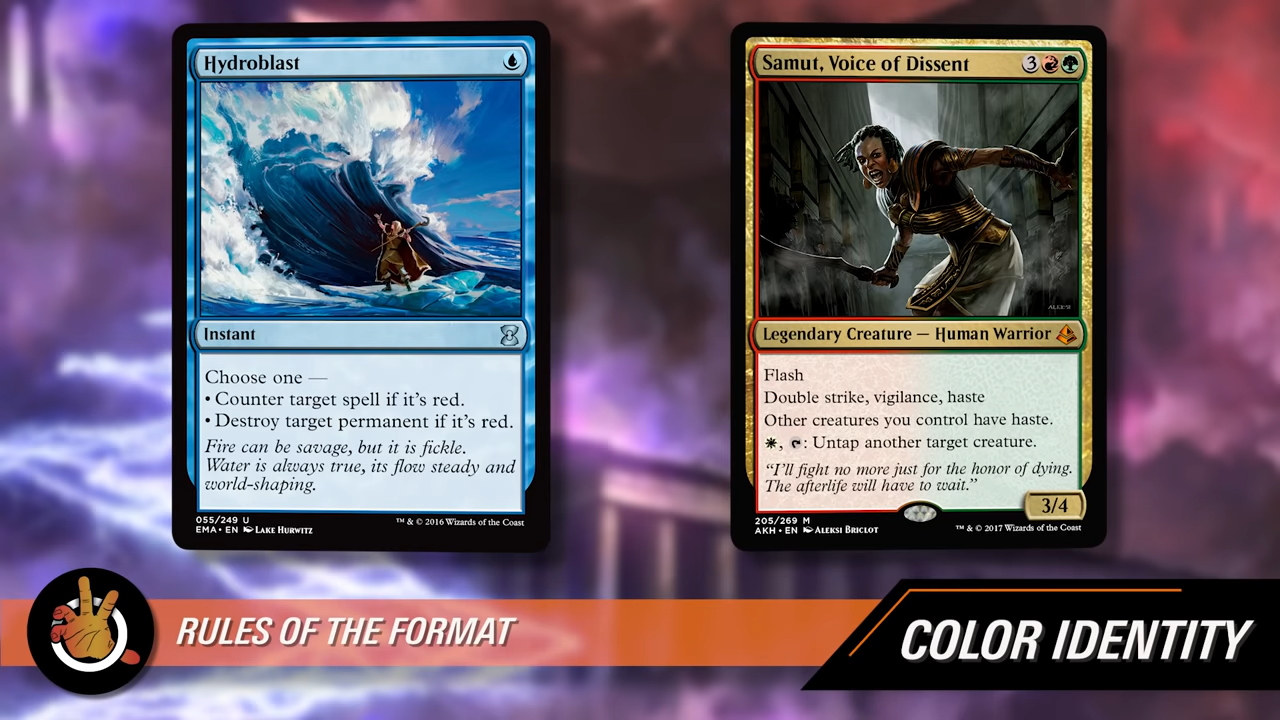 Hydroblast
Instant
Choose one —
• Counter target spell if it's red.
• Destroy target permanent if it's red.
Fire can be savage, but it is fickle.
Water is always true, its flow steady and
world-shaping.
055/249 U
EMA • EN Lake Hurwitz
™ & © 2016 Wizards of the Coast
Samut, Voice of Dissent
3
Legendary Creature — Human Warrior
Flash
Double strike, vigilance, haste
Other creatures you control have haste.
, : Untap another target creature.
“I'll fight no more just for the honor of dying.
The afterlife will have to wait.”
3/4
205/269 M
AKH • EN Aleksi Briclot
™ & © 2017 Wizards of the Coast
RULES OF THE FORMAT
COLOR IDENTITY